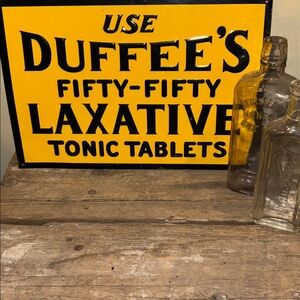 USE
DUFFEE'S
FIFTY-FIFTY
LAXATIVE
TONIC TABLETS